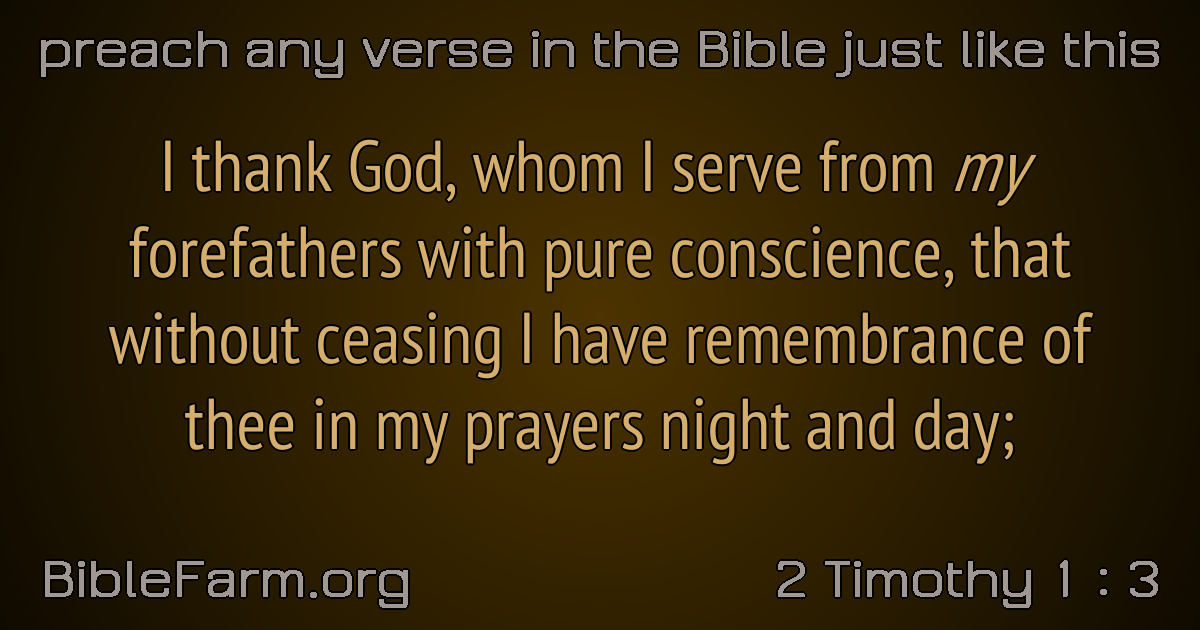 preach any verse in the Bible just like this
I thank God, whom I serve from my
forefathers with pure conscience, that
without ceasing I have remembrance of
thee in my prayers night and day;
BibleFarm.org
2 Timothy 1 : 3